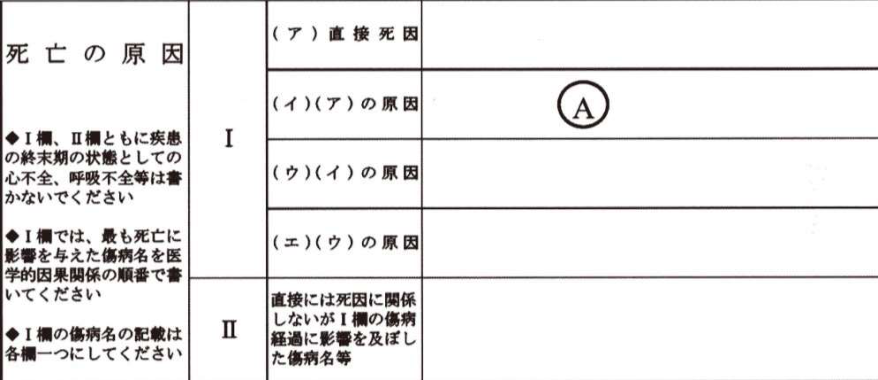 死亡の原因
◆Ⅰ欄、Ⅱ欄ともに疾患
の終末期の状態としての
心不全、呼吸不全等は書
かないでください
◆Ⅰ欄では、最も死亡に
影響を与えた傷病名を医
学的因果関係の順番で書
いてください
◆Ⅰ欄の傷病名の記載は
各欄一つにしてください
Ⅰ
(ア)直接死因
(イ)(ア)の原因
Ⓐ
(ウ)(イ)の原因
(エ)(ウ)の原因
Ⅱ
直接には死因に関係
しないがⅠ欄の傷病
経過に影響を及ぼし
た傷病名等